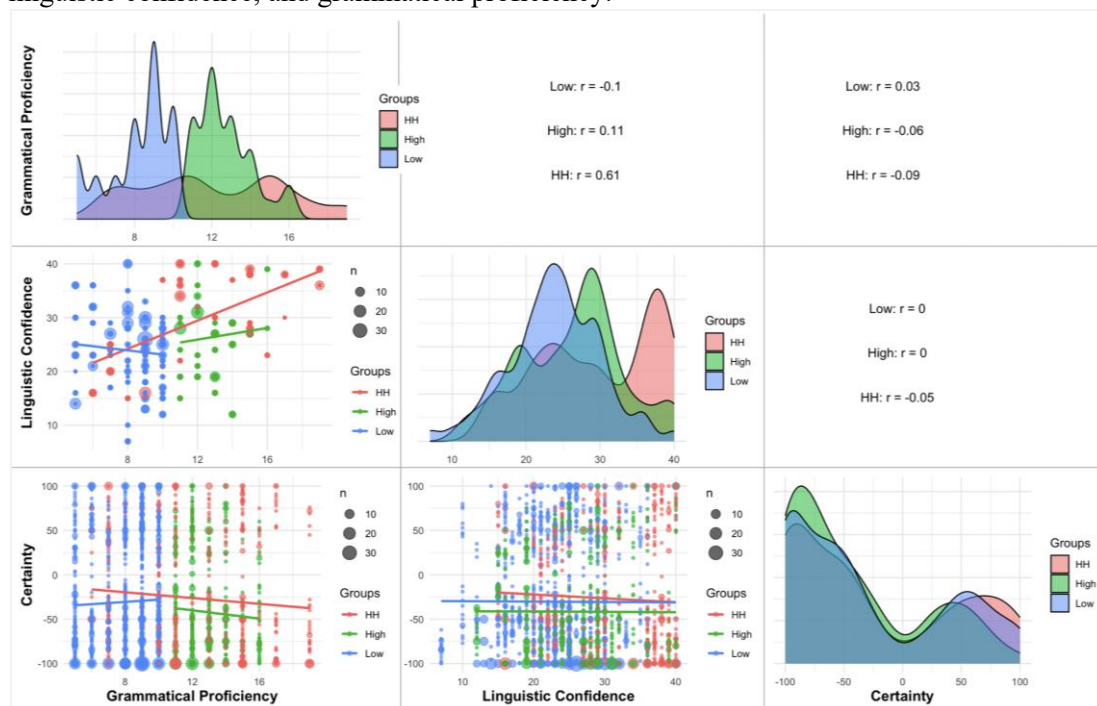 linguistic confidence, and grammatical proficiency.
Grammatical Proficiency
8
12
16
Groups
HH
High
Low
Low: r = -0.1
High: r = 0.11
HH: r = 0.61
Low: r = 0.03
High: r = -0.06
HH: r = -0.09
Linguistic Confidence
40
30
20
10
8
12
16
n
10
20
30
Groups
HH
High
Low
10
20
30
40
Groups
HH
High
Low
Low: r = 0
High: r = 0
HH: r = -0.05
Certainty
100
50
0
-50
-100
8
12
16
Grammatical Proficiency
n
10
20
30
Groups
HH
High
Low
100
50
0
-50
-100
10
20
30
40
Linguistic Confidence
n
10
20
30
Groups
HH
High
Low
-100
-50
0
50
100
Certainty
Groups
HH
High
Low